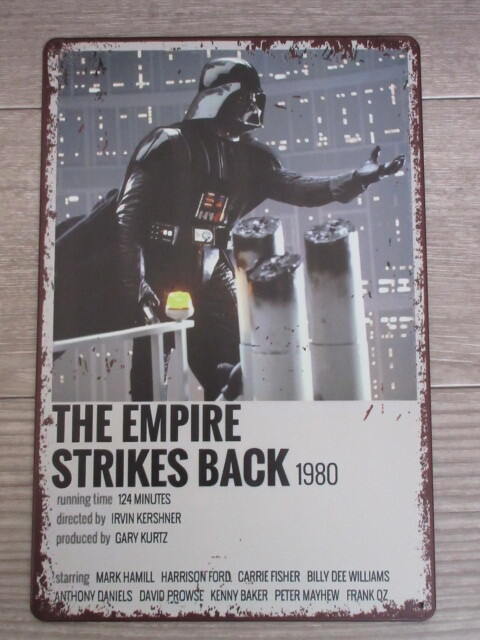 THE EMPIRE
STRIKES BACK 1980
running time 124 MINUTES
directed by IRVIN KERSHNER
produced by GARY KURTZ
starring MARK HAMILL HARRISON FORD CARRIE FISHER BILLY DEE WILLIAMS
ANTHONY DANIELS DAVID PROWSE KENNY BAKER PETER MAYHEW FRANK OZ